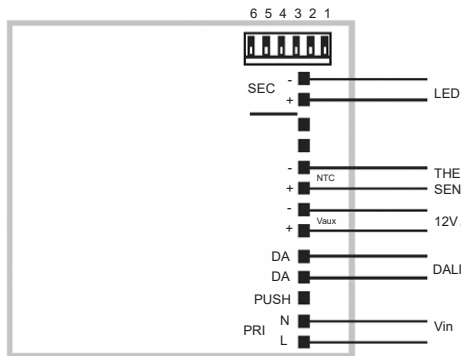 6 5 4 3 2 1
-
SEC
LED
+
-
THE
NTC
+
SEN
-
Vaux
12V
+
DA
DALI
DA
PUSH
N
PRI
Vin
L